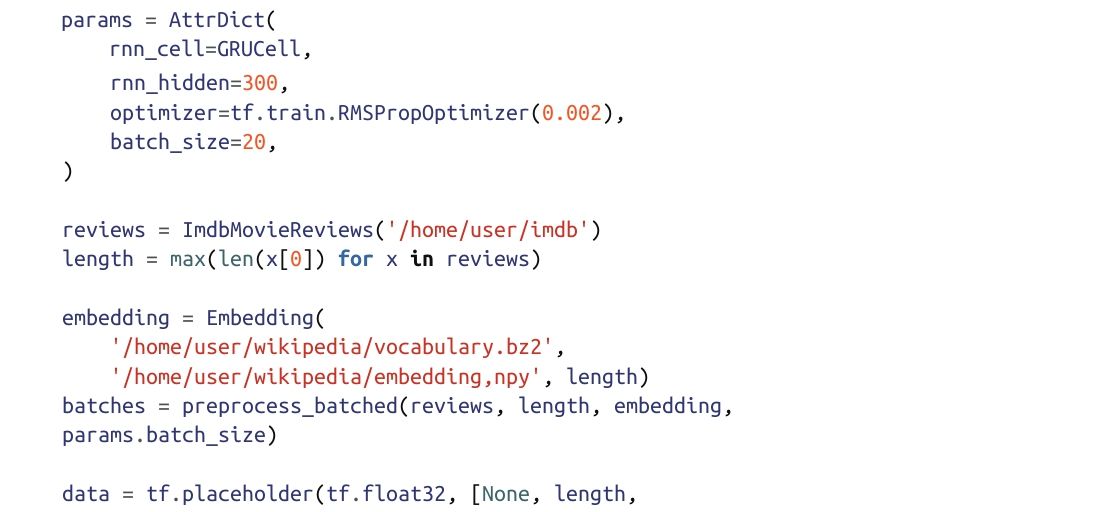 params = AttrDict(
    rnn_cell=GRUCell,
    rnn_hidden=300,
    optimizer=tf.train.RMSPropOptimizer(0.002),
    batch_size=20,
)

reviews = ImdbMovieReviews('/home/user/imdb')
length = max(len(x[0]) for x in reviews)

embedding = Embedding(
    '/home/user/wikipedia/vocabulary.bz2',
    '/home/user/wikipedia/embedding,npy', length)
batches = preprocess_batched(reviews, length, embedding,
params.batch_size)

data = tf.placeholder(tf.float32, [None, length,